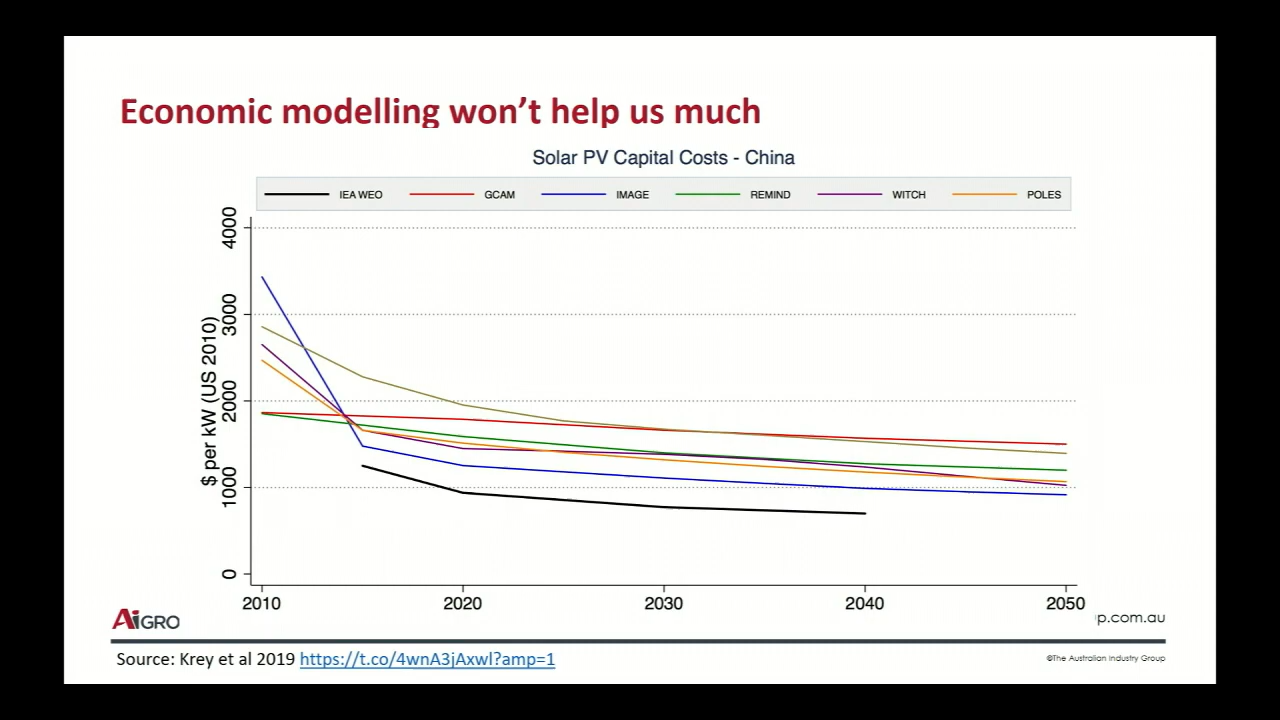 Economic modelling won't help us much
Solar PV Capital Costs - China
IEA WEO GCAM IMAGE REMIND WITCH POLES
$ per kW (US 2010)
4000
3000
2000
1000
0
2010 2020 2030 2040 2050
Ai GRO
p.com.au
Source: Krey et al 2019 https://t.co/4wnA3jAxwl?amp=1
©The Australian Industry Group